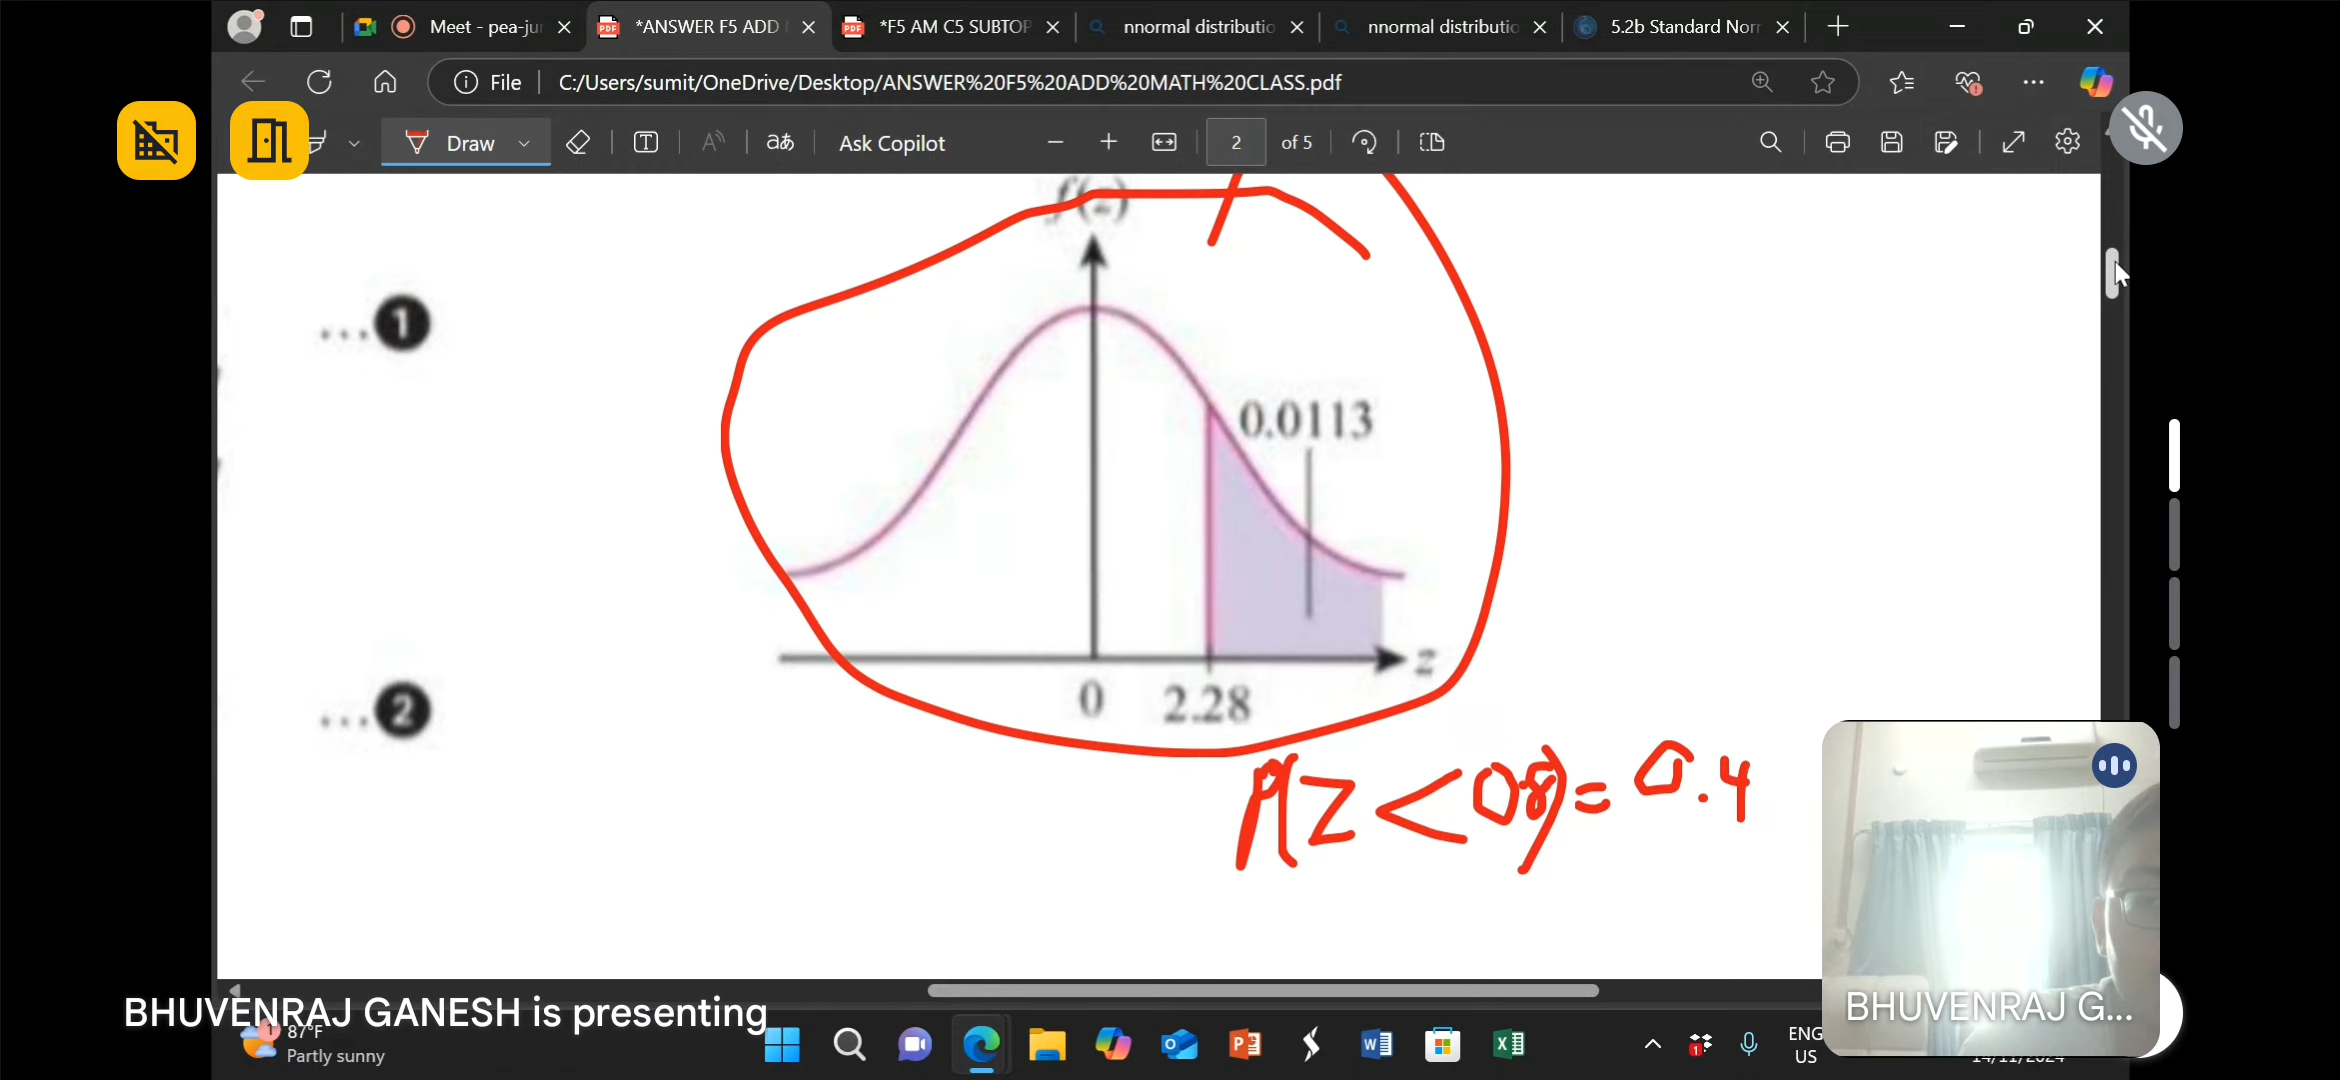 Meet - pea-ju
*ANSWER F5 ADD
*F5 AM C5 SUBTOP
nnormal distributio
nnormal distributio
5.2b Standard Nor
File
C:/Users/sumit/OneDrive/Desktop/ANSWER%20F5%20ADD%20MATH%20CLASS.pdf
Draw
Ask Copilot
2 of 5
f(z)
...1
0.0113
z
0 2.28
...2
P(Z < 08) = 0.4
BHUVENRAJ GANESH is presenting
BHUVENRAJ G...
87°F
Partly sunny
ENG
US